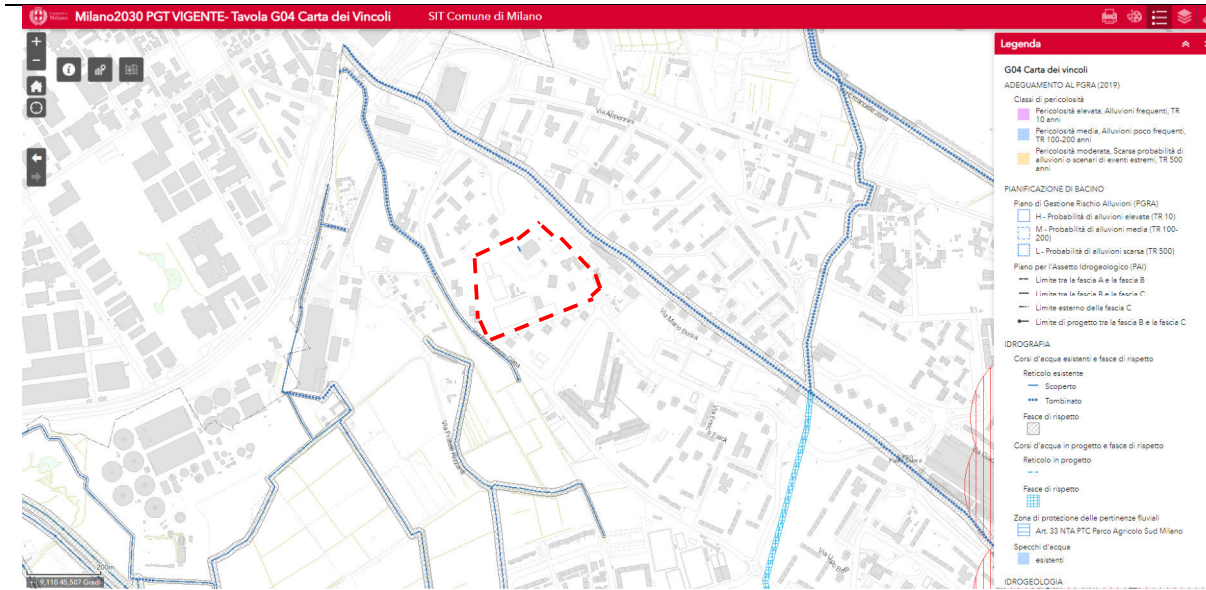 Milano2030 PGT VIGENTE- Tavola G04 Carta dei Vincoli
SIT Comune di Milano
Legenda
G04 Carta dei vincoli
ADEGUAMENTO AL PGRA (2019)
Classi di pericolosità
Pericolosità elevata, Alluvioni frequenti, TR
10 anni
Pericolosità media, Alluvioni poco frequenti,
TR 100-200 anni
Pericolosità moderata, Scarsa probabilità di
alluvioni o scenari di eventi estremi, TR 500
anni
PIANIFICAZIONE DI BACINO
Piano di Gestione Rischio Alluvioni (PGRA)
H - Probabilità di alluvioni elevate (TR 10)
M - Probabilità di alluvioni media (TR 100-
200)
L - Probabilità di alluvioni scarsa (TR 500)
Piano per l'Assetto Idrogeologico (PAI)
Limite tra la fascia A e la fascia B
Limite tra la fascia B e la fascia C
Limite esterno della fascia C
Limite di progetto tra la fascia B e la fascia C
IDROGRAFIA
Corsi d'acqua esistenti e fasce di rispetto
Reticolo esistente
Scoperto
Tombinato
Fasce di rispetto
Corsi d'acqua in progetto e fasce di rispetto
Reticolo in progetto
Fasce di rispetto
Zona di protezione delle pertinenze fluviali
Art. 33 NTA PTC Parco Agricolo Sud Milano
Specchi d'acqua
esistenti
IDROGEOLOGIA
Via Appennini
Via Mario Borsa
200m
9,110 45,507 Gradi